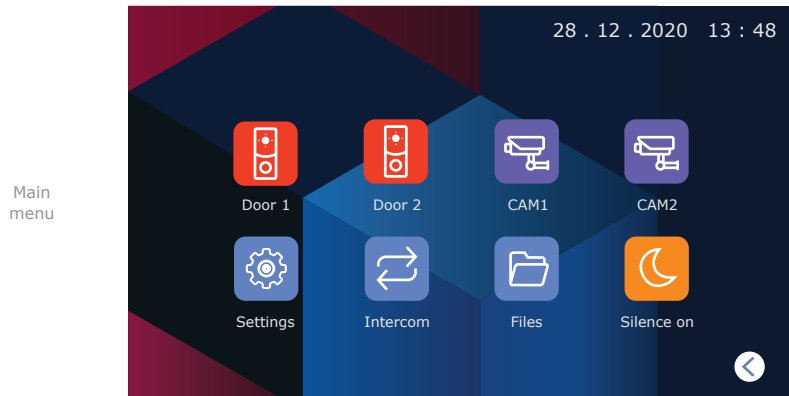 28 . 12 . 2020 13 : 48
Main
menu
Door 1 Door 2 CAM1 CAM2
Settings Intercom Files Silence on